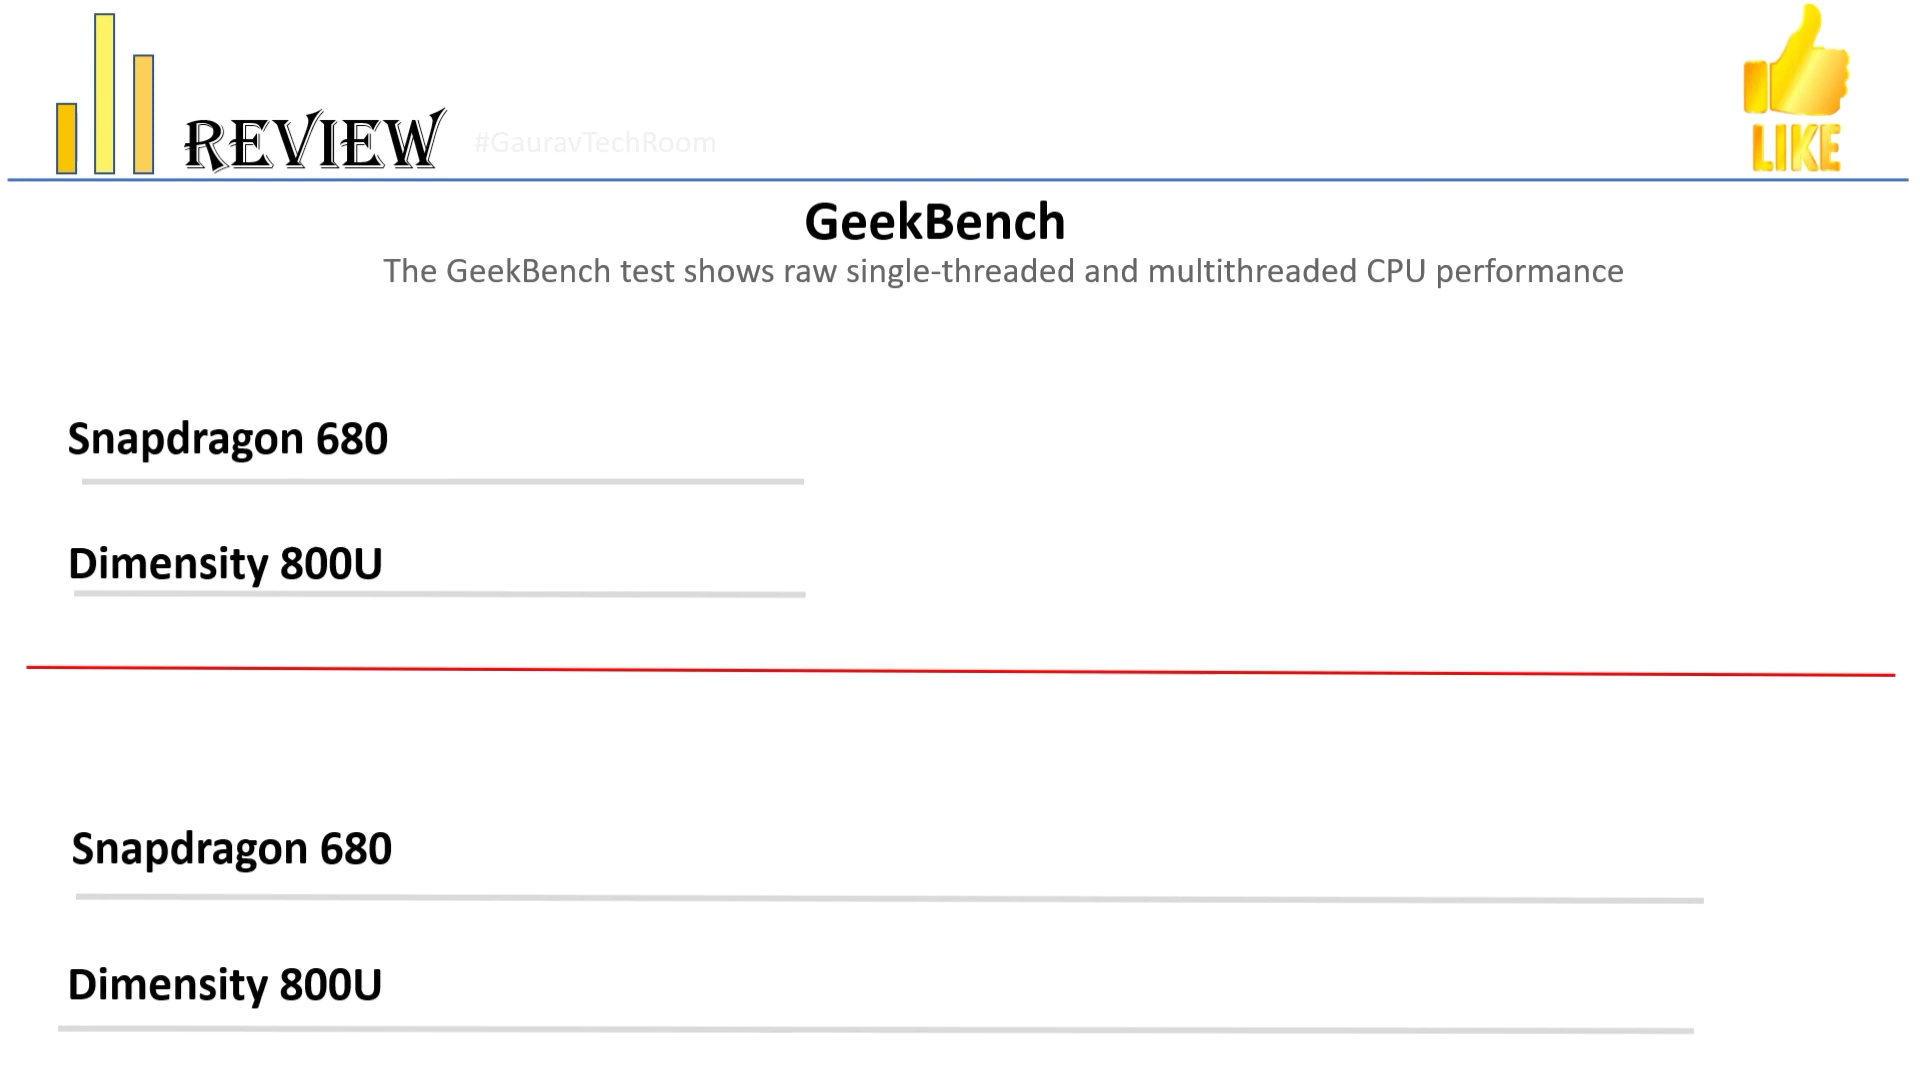 REVIEW #GauravTechRoom
LIKE
GeekBench
The GeekBench test shows raw single-threaded and multithreaded CPU performance
Snapdragon 680
Dimensity 800U
Snapdragon 680
Dimensity 800U